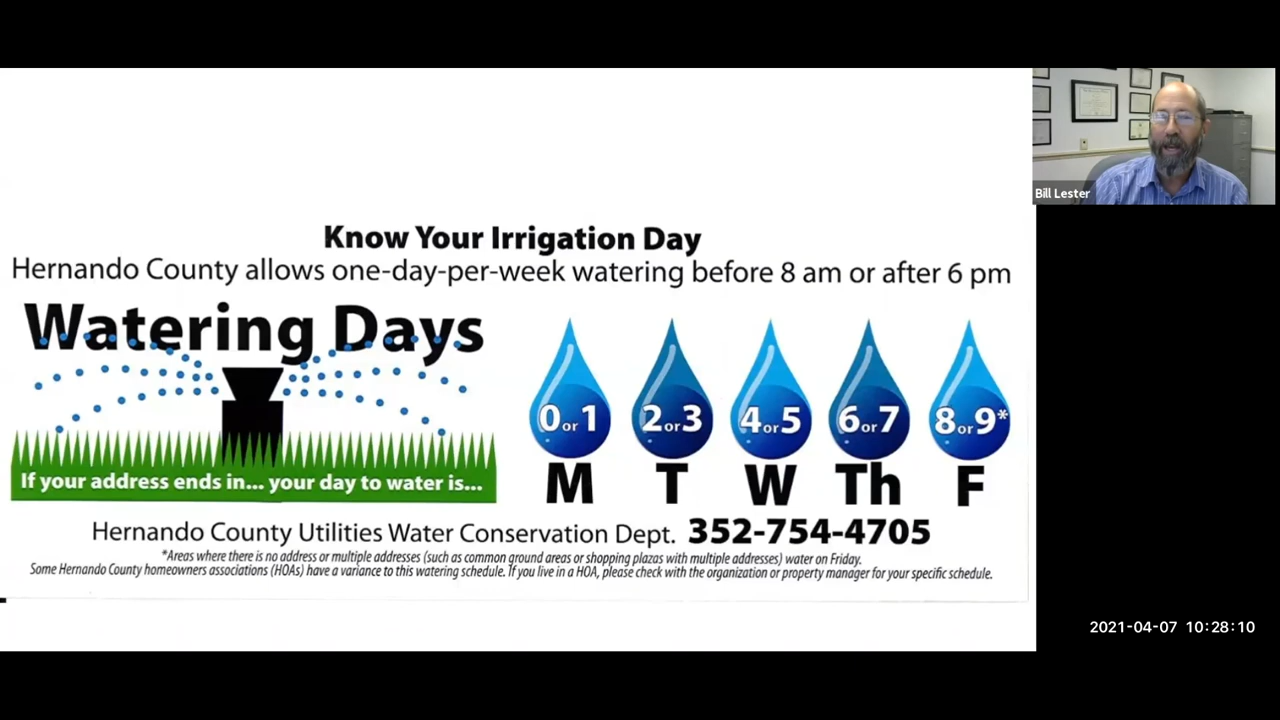 Know Your Irrigation Day
Hernando County allows one-day-per-week watering before 8 am or after 6 pm
Watering Days
If your address ends in... your day to water is...
0 or 1
2 or 3
4 or 5
6 or 7
8 or 9*
M
T
W
Th
F
Hernando County Utilities Water Conservation Dept. 352-754-4705
*Areas where there is no address or multiple addresses (such as common ground areas or shopping plazas with multiple addresses) water on Friday.
Some Hernando County homeowners associations (HOAs) have a variance to this watering schedule. If you live in a HOA, please check with the organization or property manager for your specific schedule.
Bill Lester
2021-04-07 10:28:10